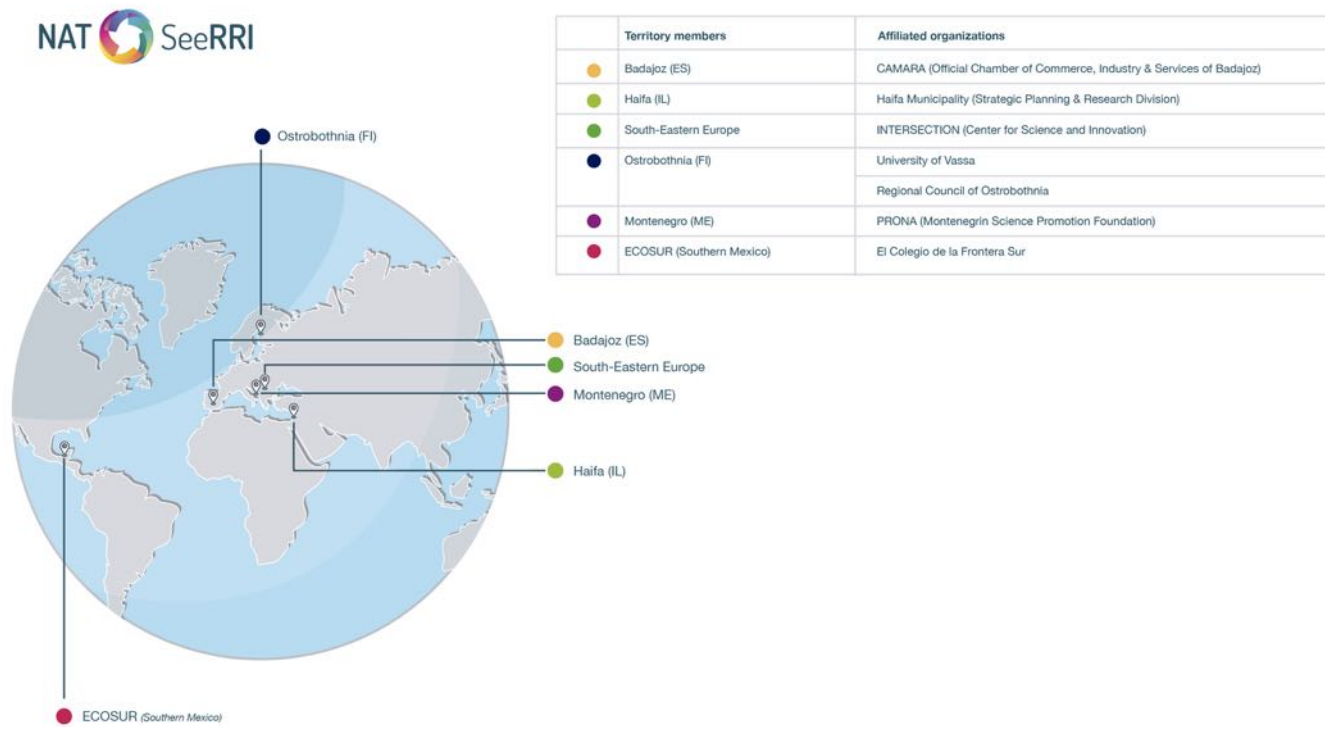 NAT SeeRRI
Territory members Affiliated organizations
Badajoz (ES) CAMARA (Official Chamber of Commerce, Industry & Services of Badajoz)
Haifa (IL) Haifa Municipality (Strategic Planning & Research Division)
South-Eastern Europe INTERSECTION (Center for Science and Innovation)
Ostrobothnia (FI) University of Vassa
Regional Council of Ostrobothnia
Montenegro (ME) PRONA (Montenegrin Science Promotion Foundation)
ECOSUR (Southern Mexico) El Colegio de la Frontera Sur
Ostrobothnia (FI)
Badajoz (ES)
South-Eastern Europe
Montenegro (ME)
Haifa (IL)
ECOSUR (Southern Mexico)